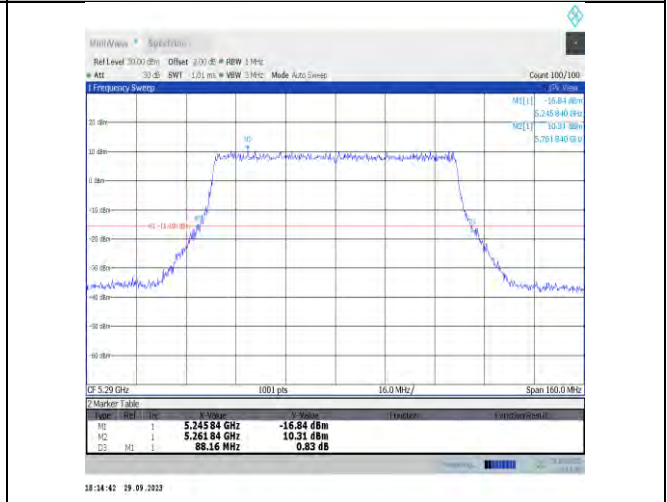 MultiView Spectrum
Ref Level 30.00 dBm Offset 2.00 dB RBW 1 MHz
Att 30 dB SWT 1.01 ms VBW 3 MHz Mode Auto Sweep Count 100/100
1 Frequency Sweep 1Pk View
M1[1] -16.84 dBm
5.245 840 GHz
M2[1] 10.31 dBm
5.261 840 GHz
20 dBm
M2
10 dBm
0 dBm
-10 dBm
-20 dBm
-30 dBm
-40 dBm
-50 dBm
-60 dBm
CF 5.29 GHz 1001 pts 16.0 MHz/ Span 160.0 MHz
2 Marker Table
Type Ref Trc X-Value Y-Value Function Function Result
M1 1 5.245 84 GHz -16.84 dBm
M2 1 5.261 84 GHz 10.31 dBm
D3 M1 1 88.16 MHz 0.83 dB
18:14:42 29.09.2023